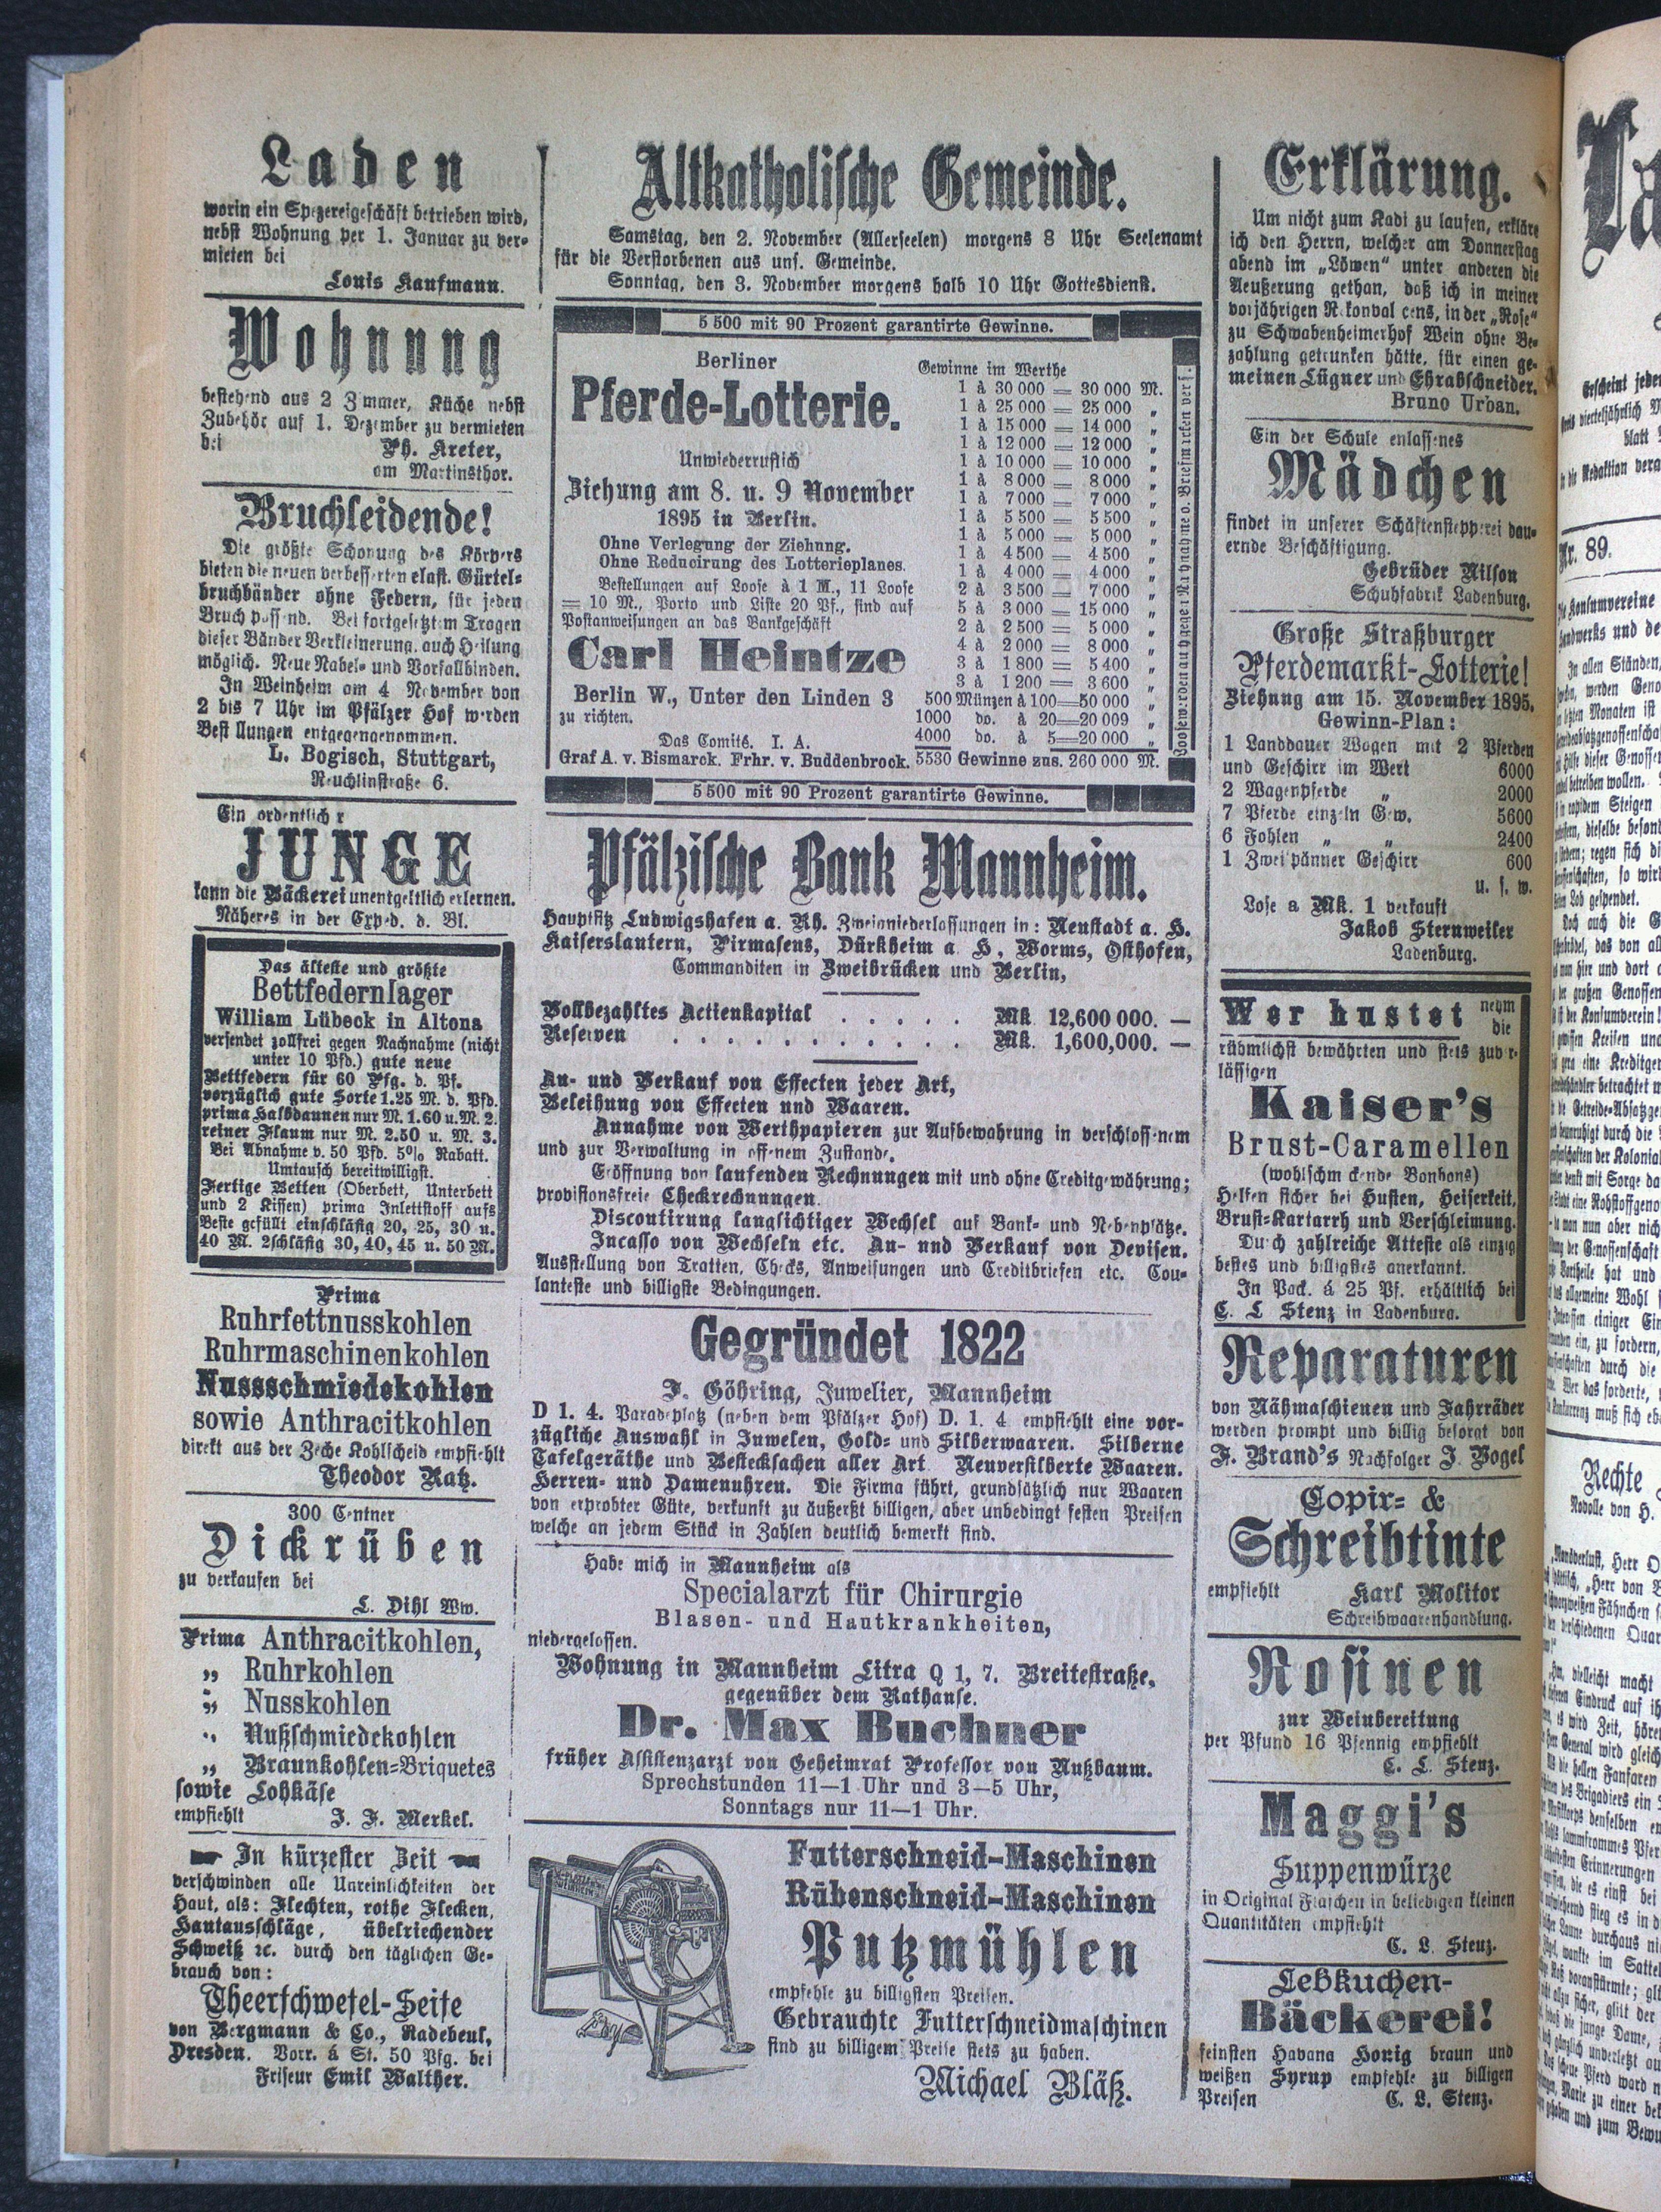 Laden
worin ein Spezereigeschäft betrieben wird,
nebst Wohnung per 1. Januar zu ver-
mieten bei
Louis Kaufmann.
Wohnung
bestehend aus 2 Zimmer, Küche nebst
Zubehör auf 1. Dezember zu vermieten
bei Ph. Kreter,
am Martinsthor.
Bruchleidende!
Die größte Schonung des Körpers
bieten die neuen verbesserten elast. Gürtel-
bruchbänder ohne Federn, für jeden
Bruch passend. Bei fortgesetztem Tragen
dieser Bänder Verkleinerung, auch Heilung
möglich. Neue Nabel- und Vorfallbinden.
In Weinheim am 4 November von
2 bis 7 Uhr im Pfälzer Hof werden
Bestellungen entgegengenommen.
L. Bogisch, Stuttgart,
Reuchlinstraße 6.
Ein ordentlicher
JUNGE
kann die Bäckerei unentgeltlich erlernen.
Näheres in der Exped. d. Bl.
Das älteste und größte
Bettfedernlager
William Lübeck in Altona
versendet zollfrei gegen Nachnahme (nicht
unter 10 Pfd.) gute neue
Bettfedern für 60 Pfg. d. Pf.
vorzüglich gute Sorte 1.25 M. d. Pfd.
prima Halbdaunen nur M. 1.60 u. M. 2.
reiner Flaum nur M. 2.50 u. M. 3.
Bei Abnahme v. 50 Pfd. 5% Rabatt.
Umtausch bereitwilligst.
Fertige Betten (Oberbett, Unterbett
und 2 Kissen) prima Inlettstoff aufs
Beste gefüllt einschläfig 20, 25, 30 u.
40 M. 2schläfig 30, 40, 45 u. 50 M.
Prima
Ruhrfettnusskohlen
Ruhrmaschinenkohlen
Nussschmiedekohlen
sowie Anthracitkohlen
direkt aus der Zeche Kohlscheid empfiehlt
Theodor Ratz.
300 Centner
Dickrüben
zu verkaufen bei
L. Dihl Ww.
Prima Anthracitkohlen,
„ Ruhrkohlen
„ Nusskohlen
„ Nußschmiedekohlen
„ Braunkohlen-Briquetes
sowie Lohkäse
empfiehlt J. F. Merkel.
In kürzester Zeit
verschwinden alle Unreinlichkeiten der
Haut, als: Flechten, rothe Flecken,
Hautausschläge, übelriechender
Schweiß ꝛc. durch den täglichen Ge-
brauch von:
Theerschwefel-Seife
von Bergmann & Co., Radebeul,
Dresden. Vorr. á St. 50 Pfg. bei
Friseur Emil Walther.
Altkatholische Gemeinde.
Samstag, den 2. November (Allerseelen) morgens 8 Uhr Seelenamt
für die Verstorbenen aus uns. Gemeinde.
Sonntag, den 3. November morgens halb 10 Uhr Gottesdienst.
5500 mit 90 Prozent garantirte Gewinne.
Berliner
Pferde-Lotterie.
Unwiederruflich
Ziehung am 8. u. 9 November
1895 in Berlin.
Ohne Verlegung der Ziehung.
Ohne Reducirung des Lotterieplanes.
Bestellungen auf Loose à 1 M., 11 Loose
= 10 M., Porto und Liste 20 Pf., sind auf
Postanweisungen an das Bankgeschäft
Carl Heintze
Berlin W., Unter den Linden 3
zu richten.
Das Comité. I. A.
Graf A. v. Bismarck. Frhr. v. Buddenbrock.
Gewinne im Werthe
1 à 30 000 = 30 000 M.
1 à 25 000 = 25 000 „
1 à 15 000 = 14 000 „
1 à 12 000 = 12 000 „
1 à 10 000 = 10 000 „
1 à 8 000 = 8 000 „
1 à 7 000 = 7 000 „
1 à 5 500 = 5 500 „
1 à 5 000 = 5 000 „
1 à 4 500 = 4 500 „
1 à 4 000 = 4 000 „
2 à 3 500 = 7 000 „
5 à 3 000 = 15 000 „
2 à 2 500 = 5 000 „
4 à 2 000 = 8 000 „
3 à 1 800 = 5 400 „
3 à 1 200 = 3 600 „
500 Münzen à 100=50 000 „
1000 do. à 20=20 009 „
4000 do. à 5=20 000 „
5530 Gewinne zus. 260 000 M.
Loose werden auch gegen Nachnahme o. Briefmarken vers.
5500 mit 90 Prozent garantirte Gewinne.
Pfälzische Bank Mannheim.
Hauptsitz Ludwigshafen a. Rh. Zweigniederlassungen in: Neustadt a. H.
Kaiserslautern, Pirmasens, Dürkheim a. H, Worms, Osthofen,
Commanditen in Zweibrücken und Berlin,
Vollbezahltes Actienkapital . . . . . Mk. 12,600 000. —
Reserven . . . . . . . . . . Mk. 1,600,000. —
An- und Verkauf von Effecten jeder Art,
Beleihung von Effecten und Waaren.
Annahme von Werthpapieren zur Aufbewahrung in verschlossenem
und zur Verwaltung in offenem Zustande.
Eröffnung von laufenden Rechnungen mit und ohne Creditgewährung;
provisionsfreie Checkrechnungen.
Discontirung langsichtiger Wechsel auf Bank- und Nebenplätze.
Incasso von Wechseln etc. An- und Verkauf von Devisen.
Ausstellung von Tratten, Checks, Anweisungen und Creditbriefen etc. Cou-
lanteste und billigste Bedingungen.
Gegründet 1822
J. Göhring, Juwelier, Mannheim
D 1. 4. Paradeplatz (neben dem Pfälzer Hof) D. 1. 4 empfiehlt eine vor-
zügliche Auswahl in Juwelen, Gold- und Silberwaaren. Silberne
Tafelgeräthe und Bestecksachen aller Art. Neuversilberte Waaren.
Herren- und Damenuhren. Die Firma führt, grundsätzlich nur Waaren
von erprobter Güte, verkunft zu äußerßt billigen, aber unbedingt festen Preisen
welche an jedem Stück in Zahlen deutlich bemerkt sind.
Habe mich in Mannheim als
Specialarzt für Chirurgie
Blasen- und Hautkrankheiten,
niedergelassen.
Wohnung in Mannheim Litra Q 1, 7. Breitestraße,
gegenüber dem Rathause.
Dr. Max Buchner
früher Assistenzarzt von Geheimrat Professor von Nußbaum.
Sprechstunden 11—1 Uhr und 3—5 Uhr,
Sonntags nur 11—1 Uhr.
Futterschneid-Maschinen
Rübenschneid-Maschinen
Putzmühlen
empfehle zu billigsten Preisen.
Gebrauchte Futterschneidmaschinen
sind zu billigem Preise stets zu haben.
Michael Bläß.
Erklärung.
Um nicht zum Kadi zu laufen, erkläre
ich den Herrn, welcher am Donnerstag
abend im „Löwen“ unter anderen die
Aeußerung gethan, daß ich in meiner
vorjährigen Rekonvalcens, in der „Rose“
zu Schwabenheimerhof Wein ohne Be-
zahlung getrunken hätte, für einen ge-
meinen Lügner und Ehrabschneider.
Bruno Urban.
Ein der Schule entlassenes
Mädchen
findet in unserer Schäftenstepperei dau-
ernde Beschäftigung.
Gebrüder Nilson
Schuhfabrik Ladenburg.
Große Straßburger
Pferdemarkt-Lotterie!
Ziehung am 15. November 1895.
Gewinn-Plan:
1 Landdauer Wagen mit 2 Pferden
und Geschirr im Wert 6000
2 Wagenpferde „ 2000
7 Pferde einzeln Gew. 5600
6 Fohlen „ „ 2400
1 Zweispänner Geschirr 600
u. s. w.
Lose a Mk. 1 verkauft
Jakob Sternweiler
Ladenburg.
Wer hustet nehm
die
rühmlichst bewährten und stets zuver-
lässigen
Kaiser's
Brust-Caramellen
(wohlschmeckende Bonbons)
Helfen sicher bei Husten, Heiserkeit,
Brust-Kartarrh und Verschleimung.
Durch zahlreiche Atteste als einzig
bestes und billigstes anerkannt.
In Pack. á 25 Pf. erhältlich bei
C. L Stenz in Ladenburg.
Reparaturen
von Nähmaschienen und Fahrräder
werden prompt und billig besorgt von
F. Brand's Nachfolger J. Vogel
Copir- &
Schreibtinte
empfiehlt Karl Molitor
Schreibwaarenhandlung.
Rosinen
zur Weinbereitung
per Pfund 16 Pfennig empfiehlt
C. L. Stenz.
Maggi's
Suppenwürze
in Original Flaschen in beliebigen kleinen
Quantitäten empfiehlt
C. L. Stenz.
Lebkuchen-
Bäckerei!
feinsten Havana Honig braun und
weißen Syrup empfehle zu billigen
Preisen C. L. Stenz.
Nr. 89.